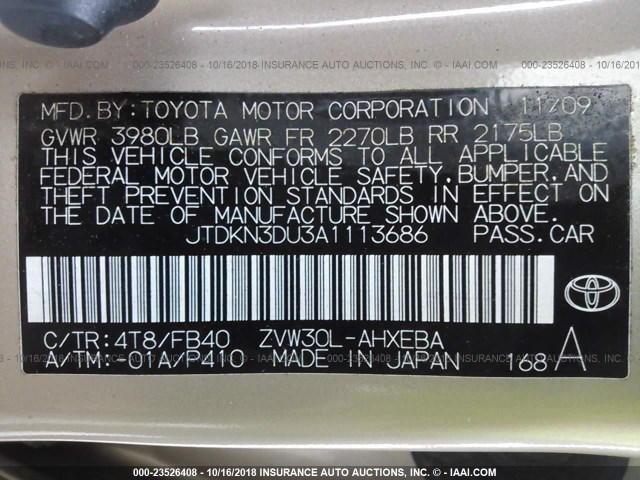 000-23526408 - 10/16/2018 INSURANCE AUTO AUCTIONS, INC. - © IAAI.COM
MFD.BY:TOYOTA MOTOR CORPORATION 11/09
GVWR 3980LB GAWR FR 2270LB RR 2175LB
THIS VEHICLE CONFORMS TO ALL APPLICABLE
FEDERAL MOTOR VEHICLE SAFETY,BUMPER,AND
THEFT PREVENTION STANDARDS IN EFFECT ON
THE DATE OF MANUFACTURE SHOWN ABOVE.
JTDKN3DU3A1113686 PASS.CAR
TOYOTA
C/TR:4T8/FB40 ZVW30L-AHXEBA A
A/TM:-01A/P410 MADE IN JAPAN 168
000-23526408 - 10/16/2018 INSURANCE AUTO AUCTIONS, INC. - © IAAI.COM